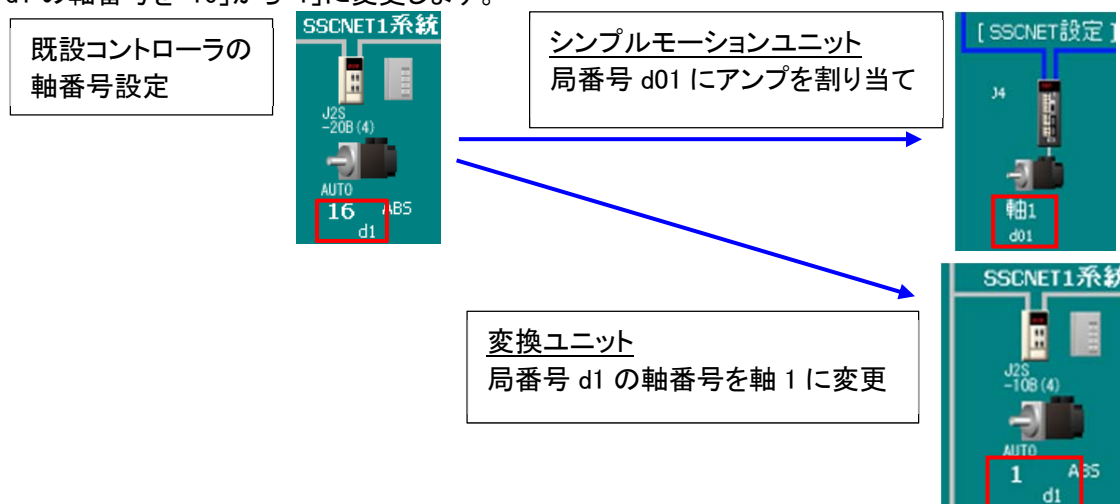 d1 の軸番号を「16」から「1」に変更します。
既設コントローラの
軸番号設定
SSCNET1系統
J2S
-20B(4)
AUTO
16 ABS
d1
シンプルモーションユニット
局番号 d01 にアンプを割り当て
[ SSCNET設定 ]
J4
軸1
d01
変換ユニット
局番号 d1 の軸番号を軸 1 に変更
SSCNET1系統
J2S
-10B(4)
AUTO
1 ABS
d1